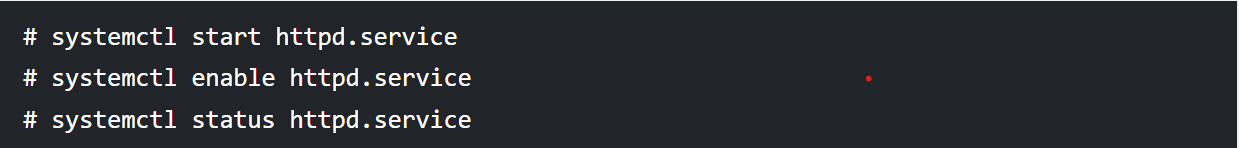 # systemctl start httpd.service
# systemctl enable httpd.service
# systemctl status httpd.service